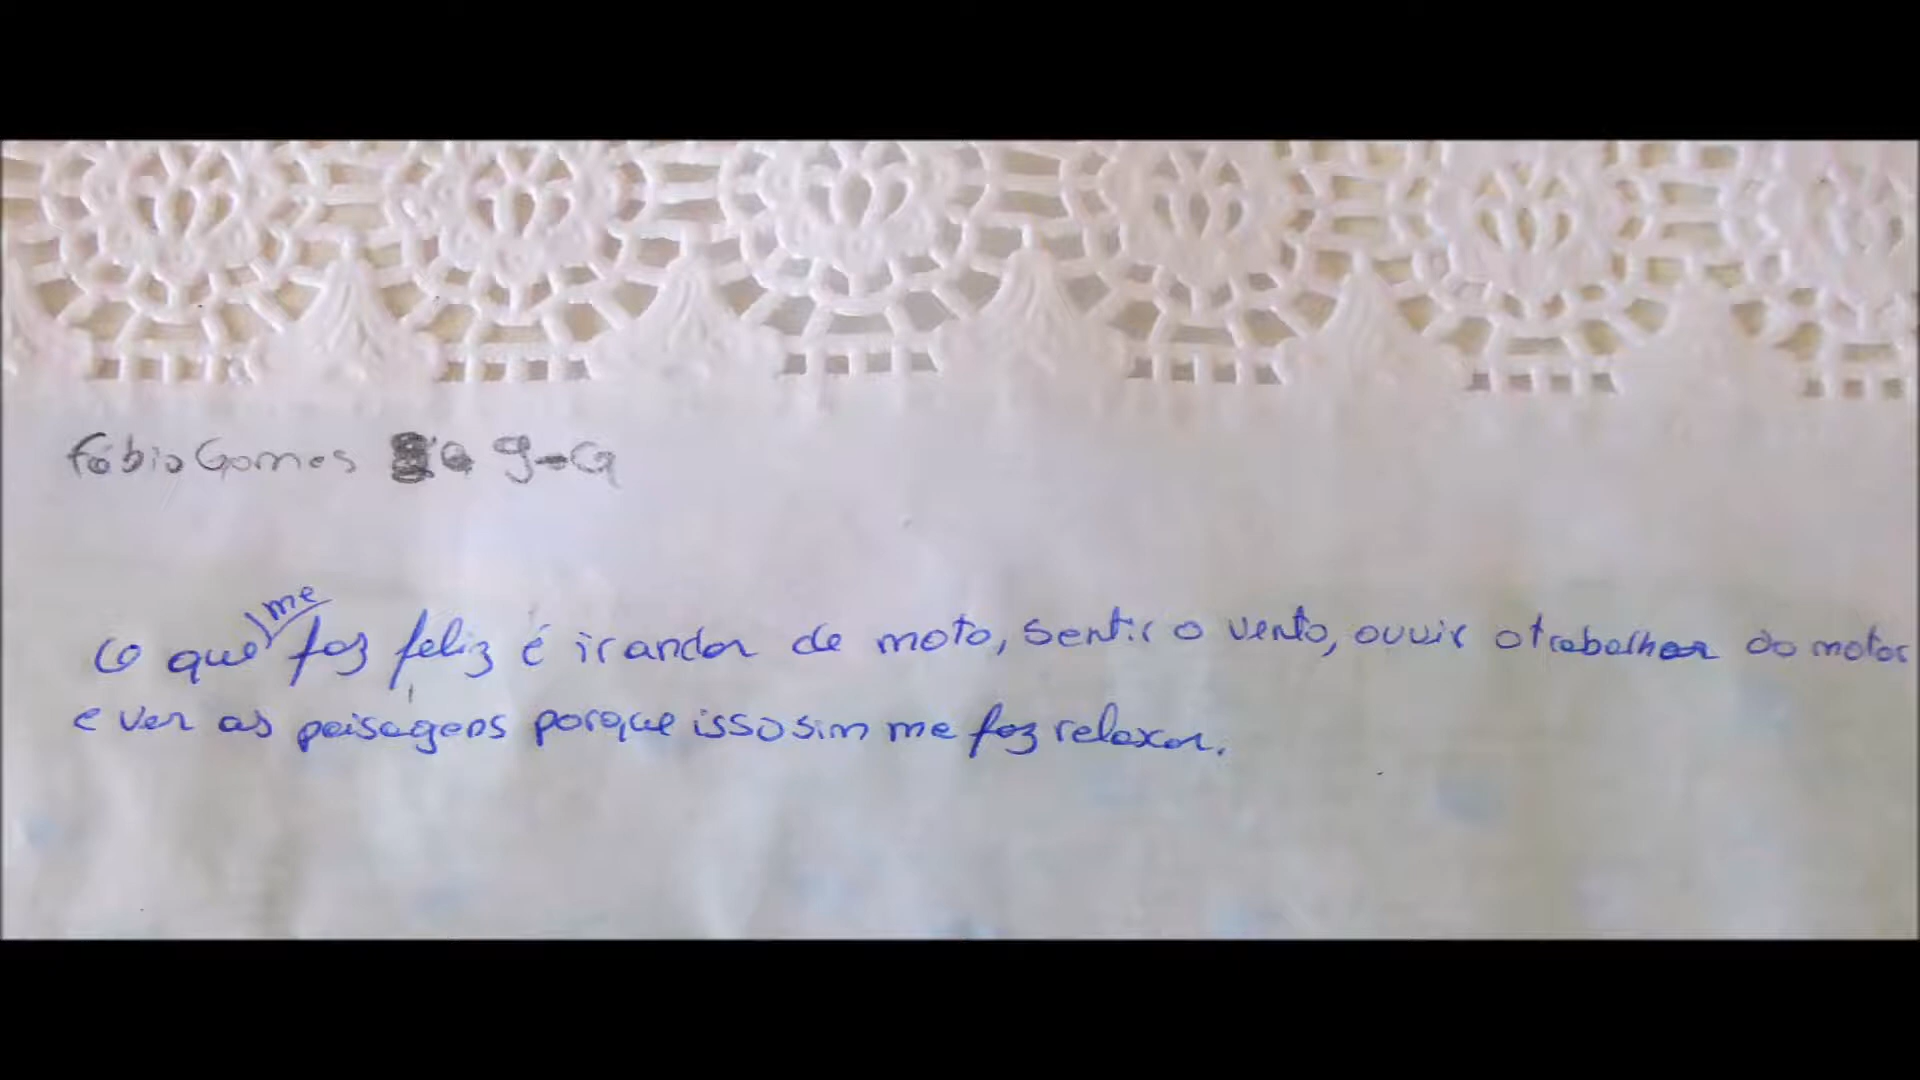 Fábio Gomes 9-G
me
O que faz feliz é ir andar de moto, sentir o vento, ouvir o trabalhar do motor
e ver as paisagens porque isso sim me faz relaxar.